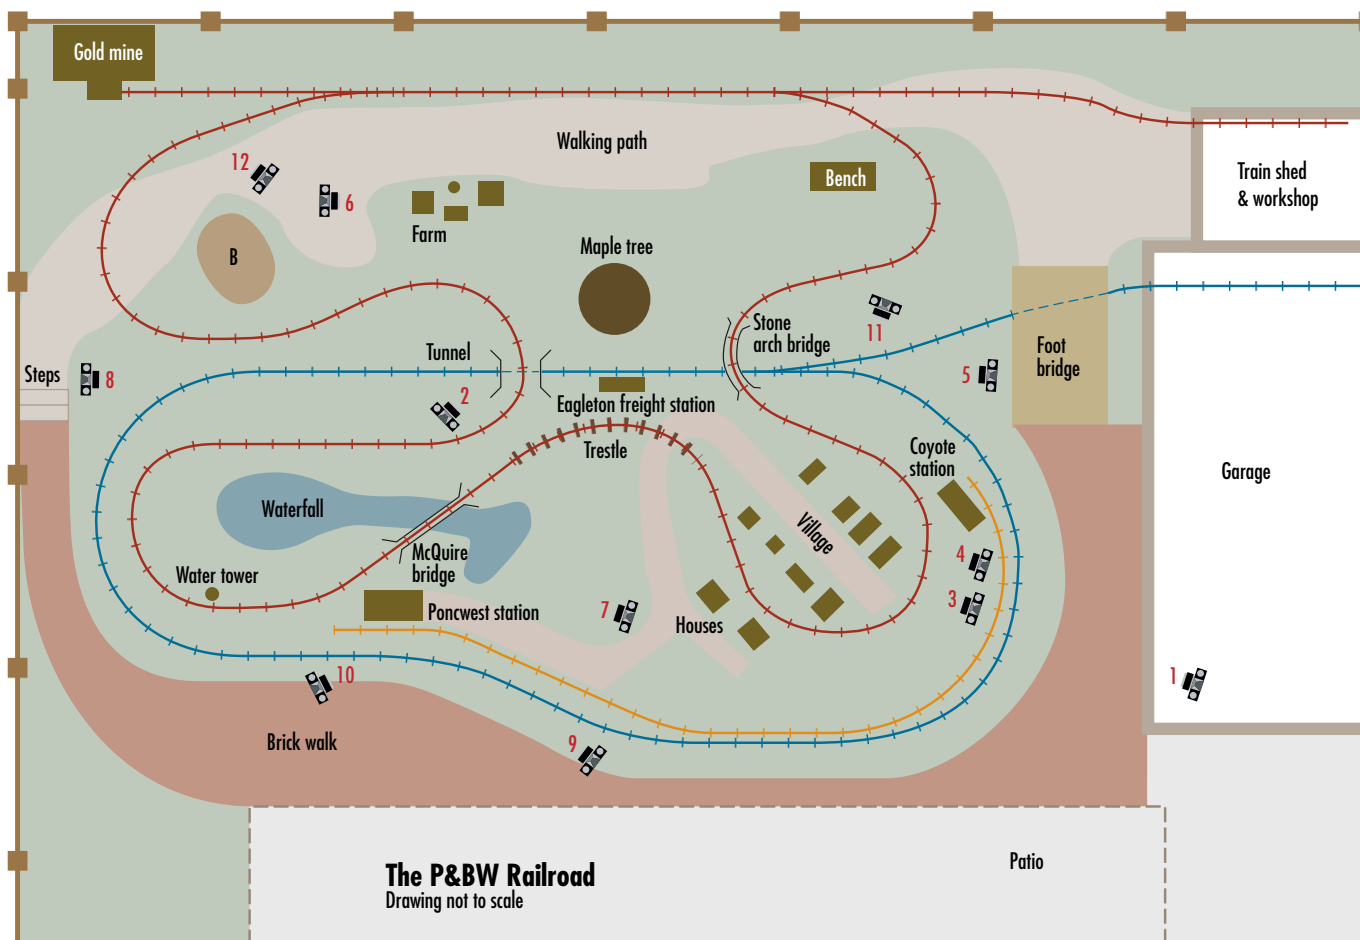 Gold mine
12
Walking path
6
Bench
Train shed
& workshop
Farm
B
Maple tree
Stone
arch bridge
11
Tunnel
Foot
bridge
Steps
8
5
2
Eagleton freight station
Trestle
Coyote
station
Garage
Waterfall
Village
McQuire
bridge
4
Water tower
3
Poncwest station
7
Houses
10
1
Brick walk
9
The P&BW Railroad
Drawing not to scale
Patio